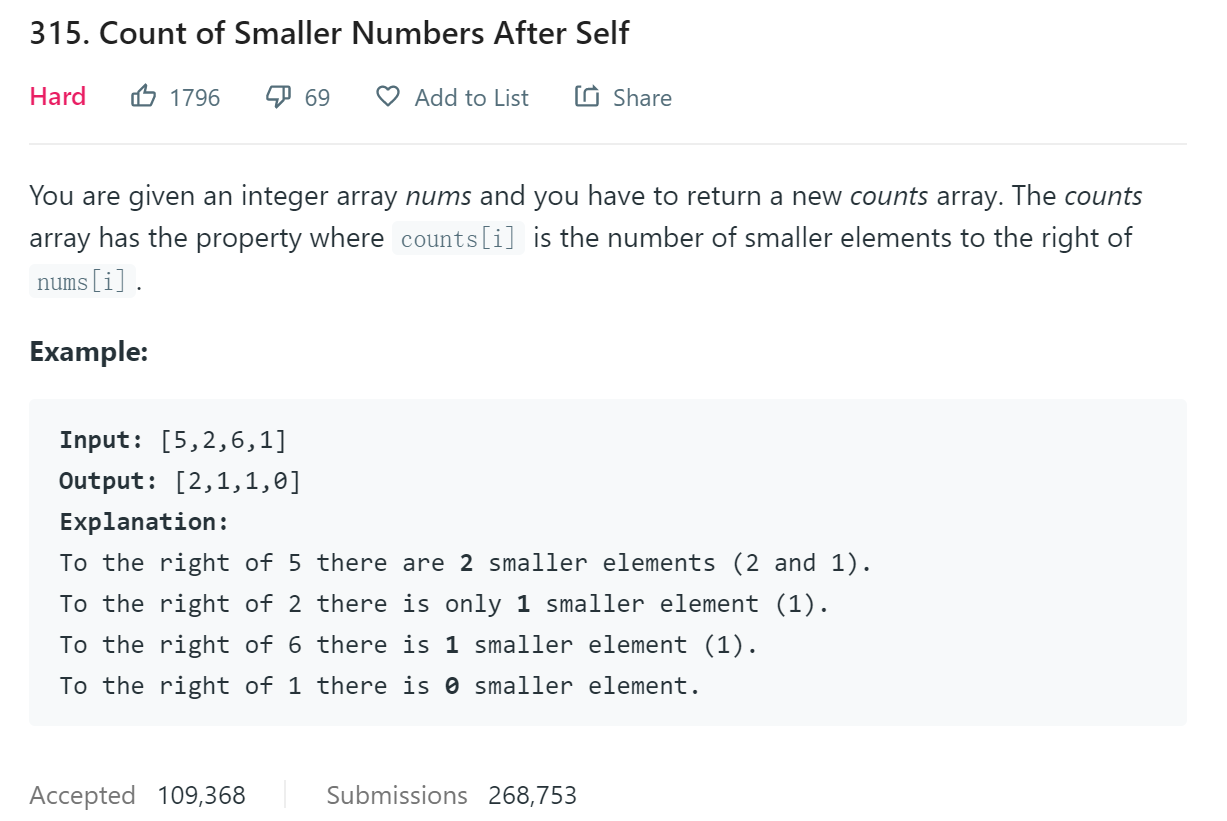 315. Count of Smaller Numbers After Self
Hard 1796 69 Add to List Share
You are given an integer array nums and you have to return a new counts array. The counts
array has the property where counts[i] is the number of smaller elements to the right of
nums[i].
Example:
Input: [5,2,6,1]
Output: [2,1,1,0]
Explanation:
To the right of 5 there are 2 smaller elements (2 and 1).
To the right of 2 there is only 1 smaller element (1).
To the right of 6 there is 1 smaller element (1).
To the right of 1 there is 0 smaller element.
Accepted 109,368 Submissions 268,753